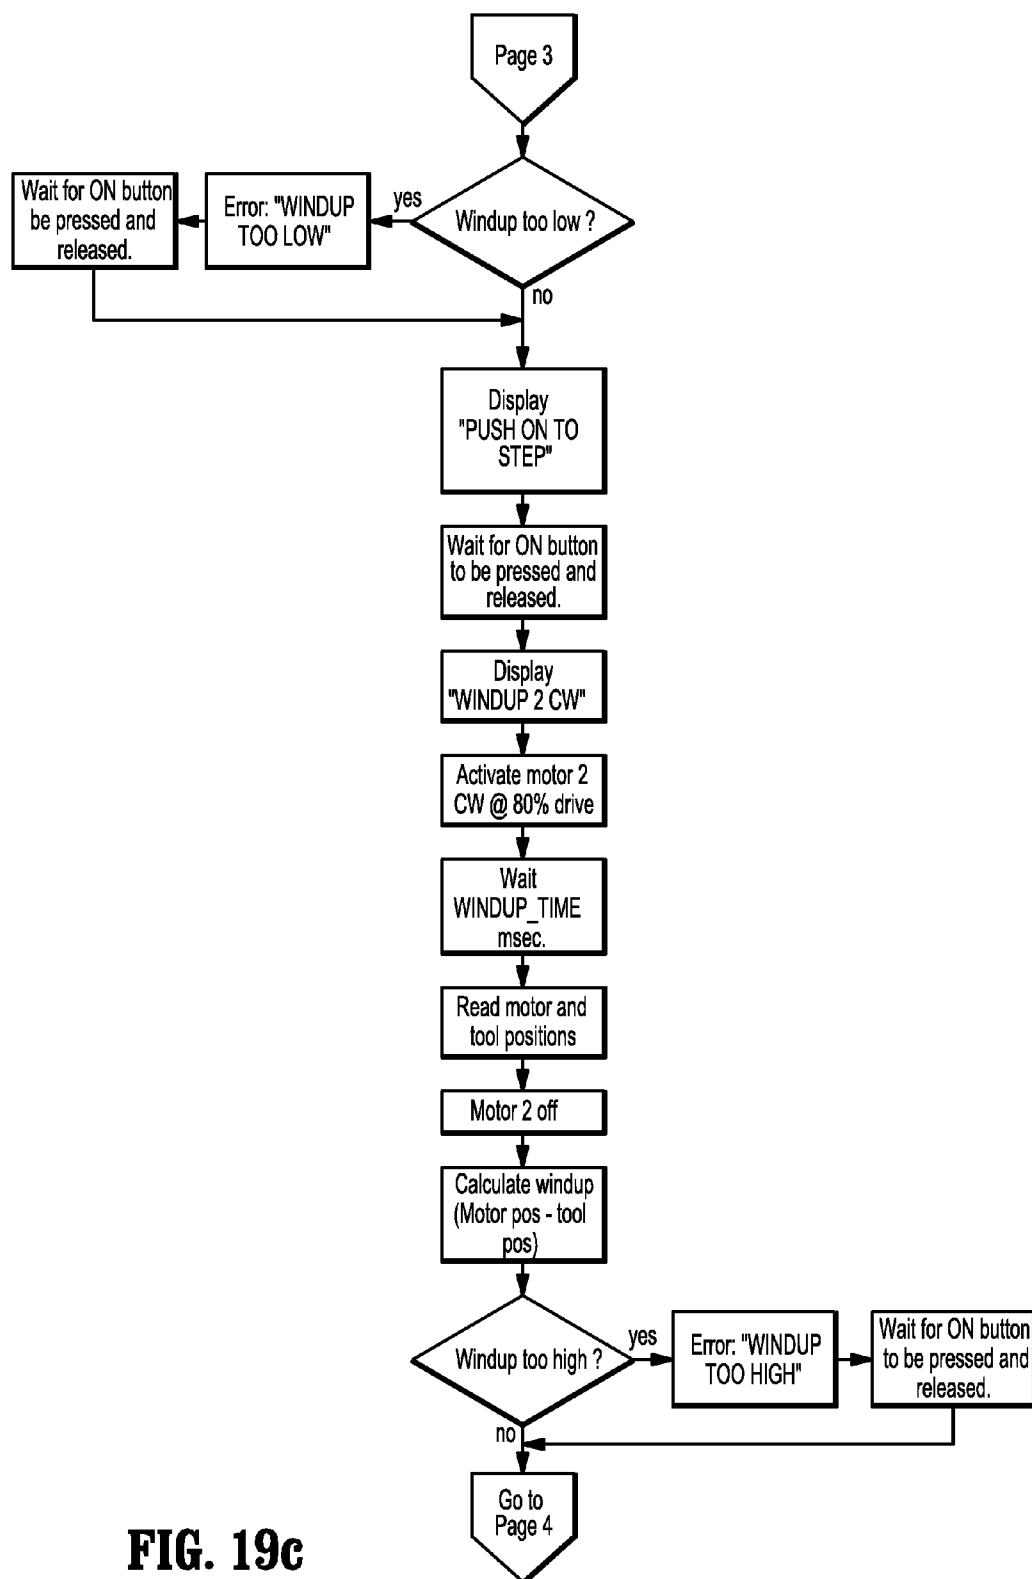 Page 3
Windup too low ?
yes
Error: "WINDUP
TOO LOW"
Wait for ON button
be pressed and
released.
no
Display
"PUSH ON TO
STEP"
Wait for ON button
to be pressed and
released.
Display
"WINDUP 2 CW"
Activate motor 2
CW @ 80% drive
Wait
WINDUP_TIME
msec.
Read motor and
tool positions
Motor 2 off
Calculate windup
(Motor pos - tool
pos)
Windup too high ?
yes
Error: "WINDUP
TOO HIGH"
Wait for ON button
to be pressed and
released.
no
Go to
Page 4
FIG. 19c